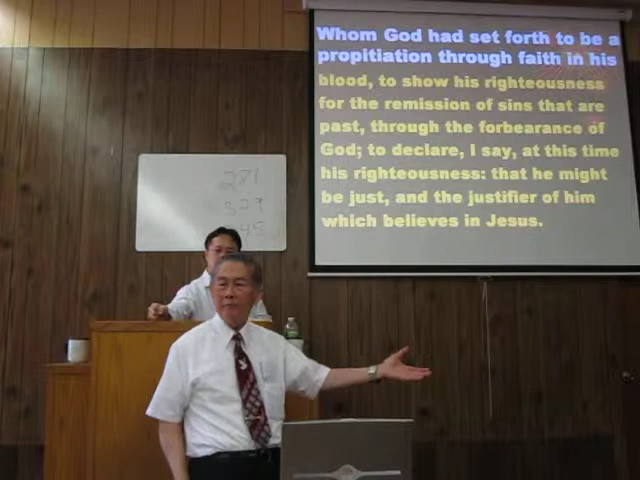 Whom God had set forth to be a
propitiation through faith in his
blood, to show his righteousness
for the remission of sins that are
past, through the forbearance of
God; to declare, I say, at this time
his righteousness: that he might
be just, and the justifier of him
which believes in Jesus.
281
329